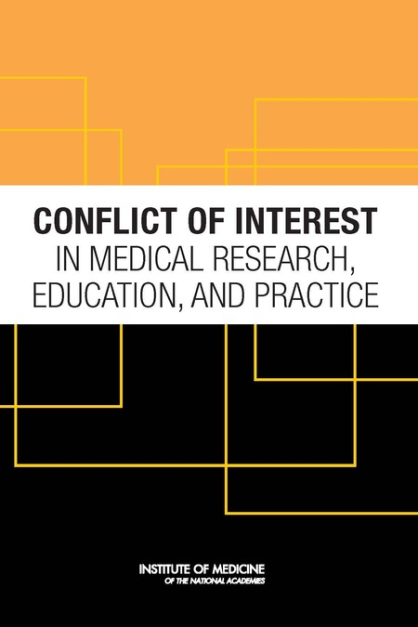 CONFLICT OF INTEREST
IN MEDICAL RESEARCH,
EDUCATION, AND PRACTICE
INSTITUTE OF MEDICINE
OF THE NATIONAL ACADEMIES